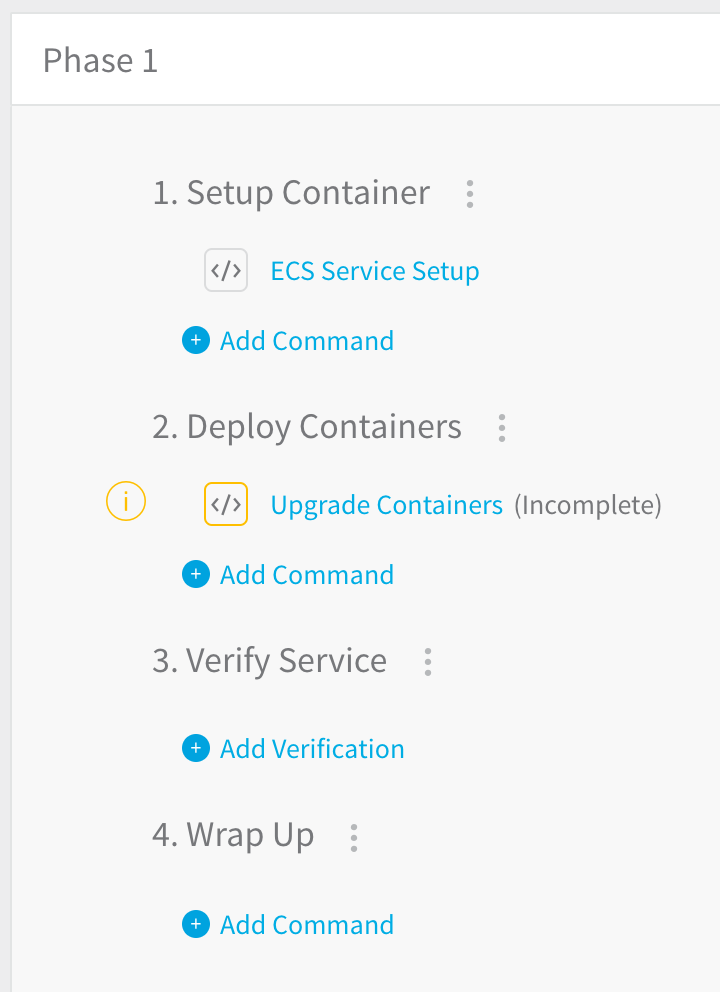 Phase 1
1. Setup Container
</> ECS Service Setup
+ Add Command
2. Deploy Containers
i </> Upgrade Containers (Incomplete)
+ Add Command
3. Verify Service
+ Add Verification
4. Wrap Up
+ Add Command